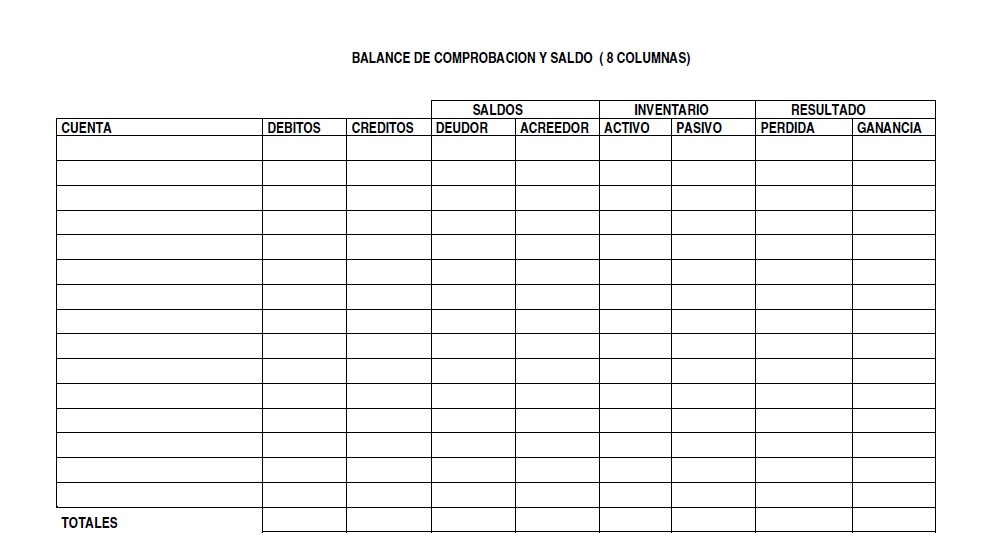 BALANCE DE COMPROBACION Y SALDO ( 8 COLUMNAS)
SALDOS INVENTARIO RESULTADO
CUENTA DEBITOS CREDITOS DEUDOR ACREEDOR ACTIVO PASIVO PERDIDA GANANCIA
TOTALES